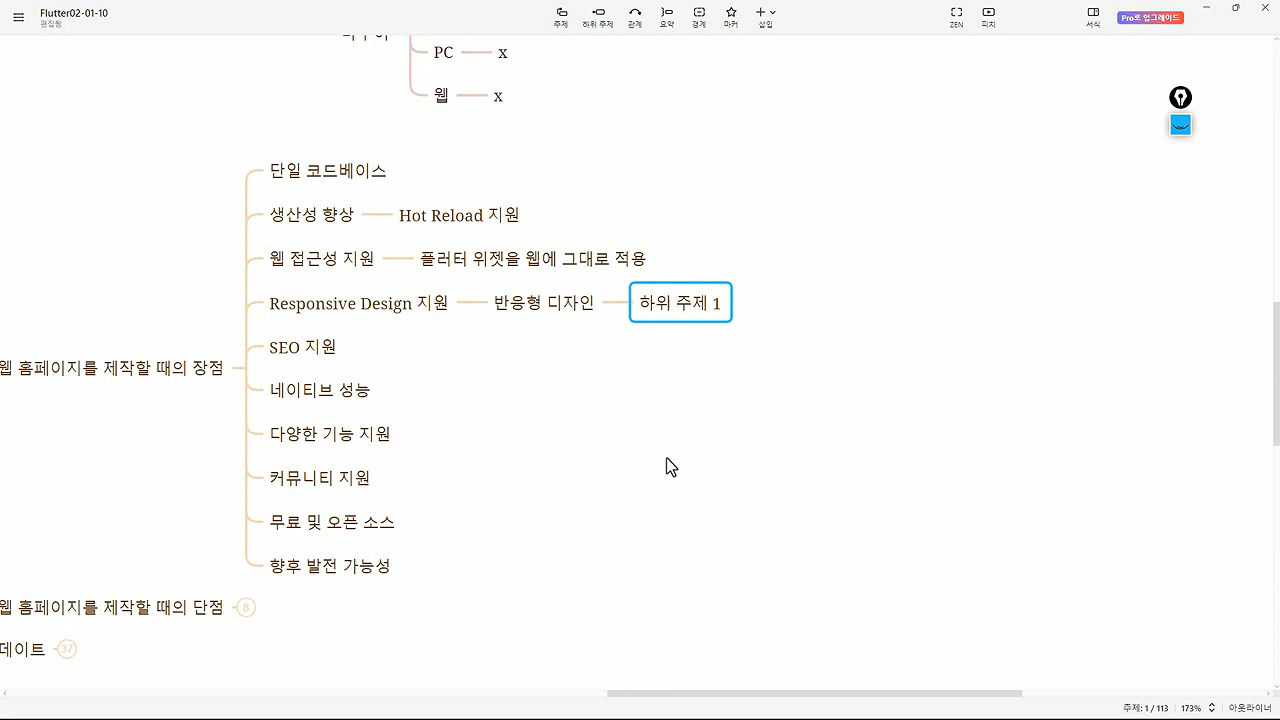 Flutter02-01-10
편집됨
주제
하위 주제
관계
요약
경계
마커
삽입
ZEN
피치
서식
Pro로 업그레이드
PC
x
웹
x
단일 코드베이스
생산성 향상
Hot Reload 지원
웹 접근성 지원
플러터 위젯을 웹에 그대로 적용
Responsive Design 지원
반응형 디자인
하위 주제 1
SEO 지원
웹 홈페이지를 제작할 때의 장점
네이티브 성능
다양한 기능 지원
커뮤니티 지원
무료 및 오픈 소스
향후 발전 가능성
웹 홈페이지를 제작할 때의 단점
8
데이트
37
주제: 1 / 113
173%
아웃라이너